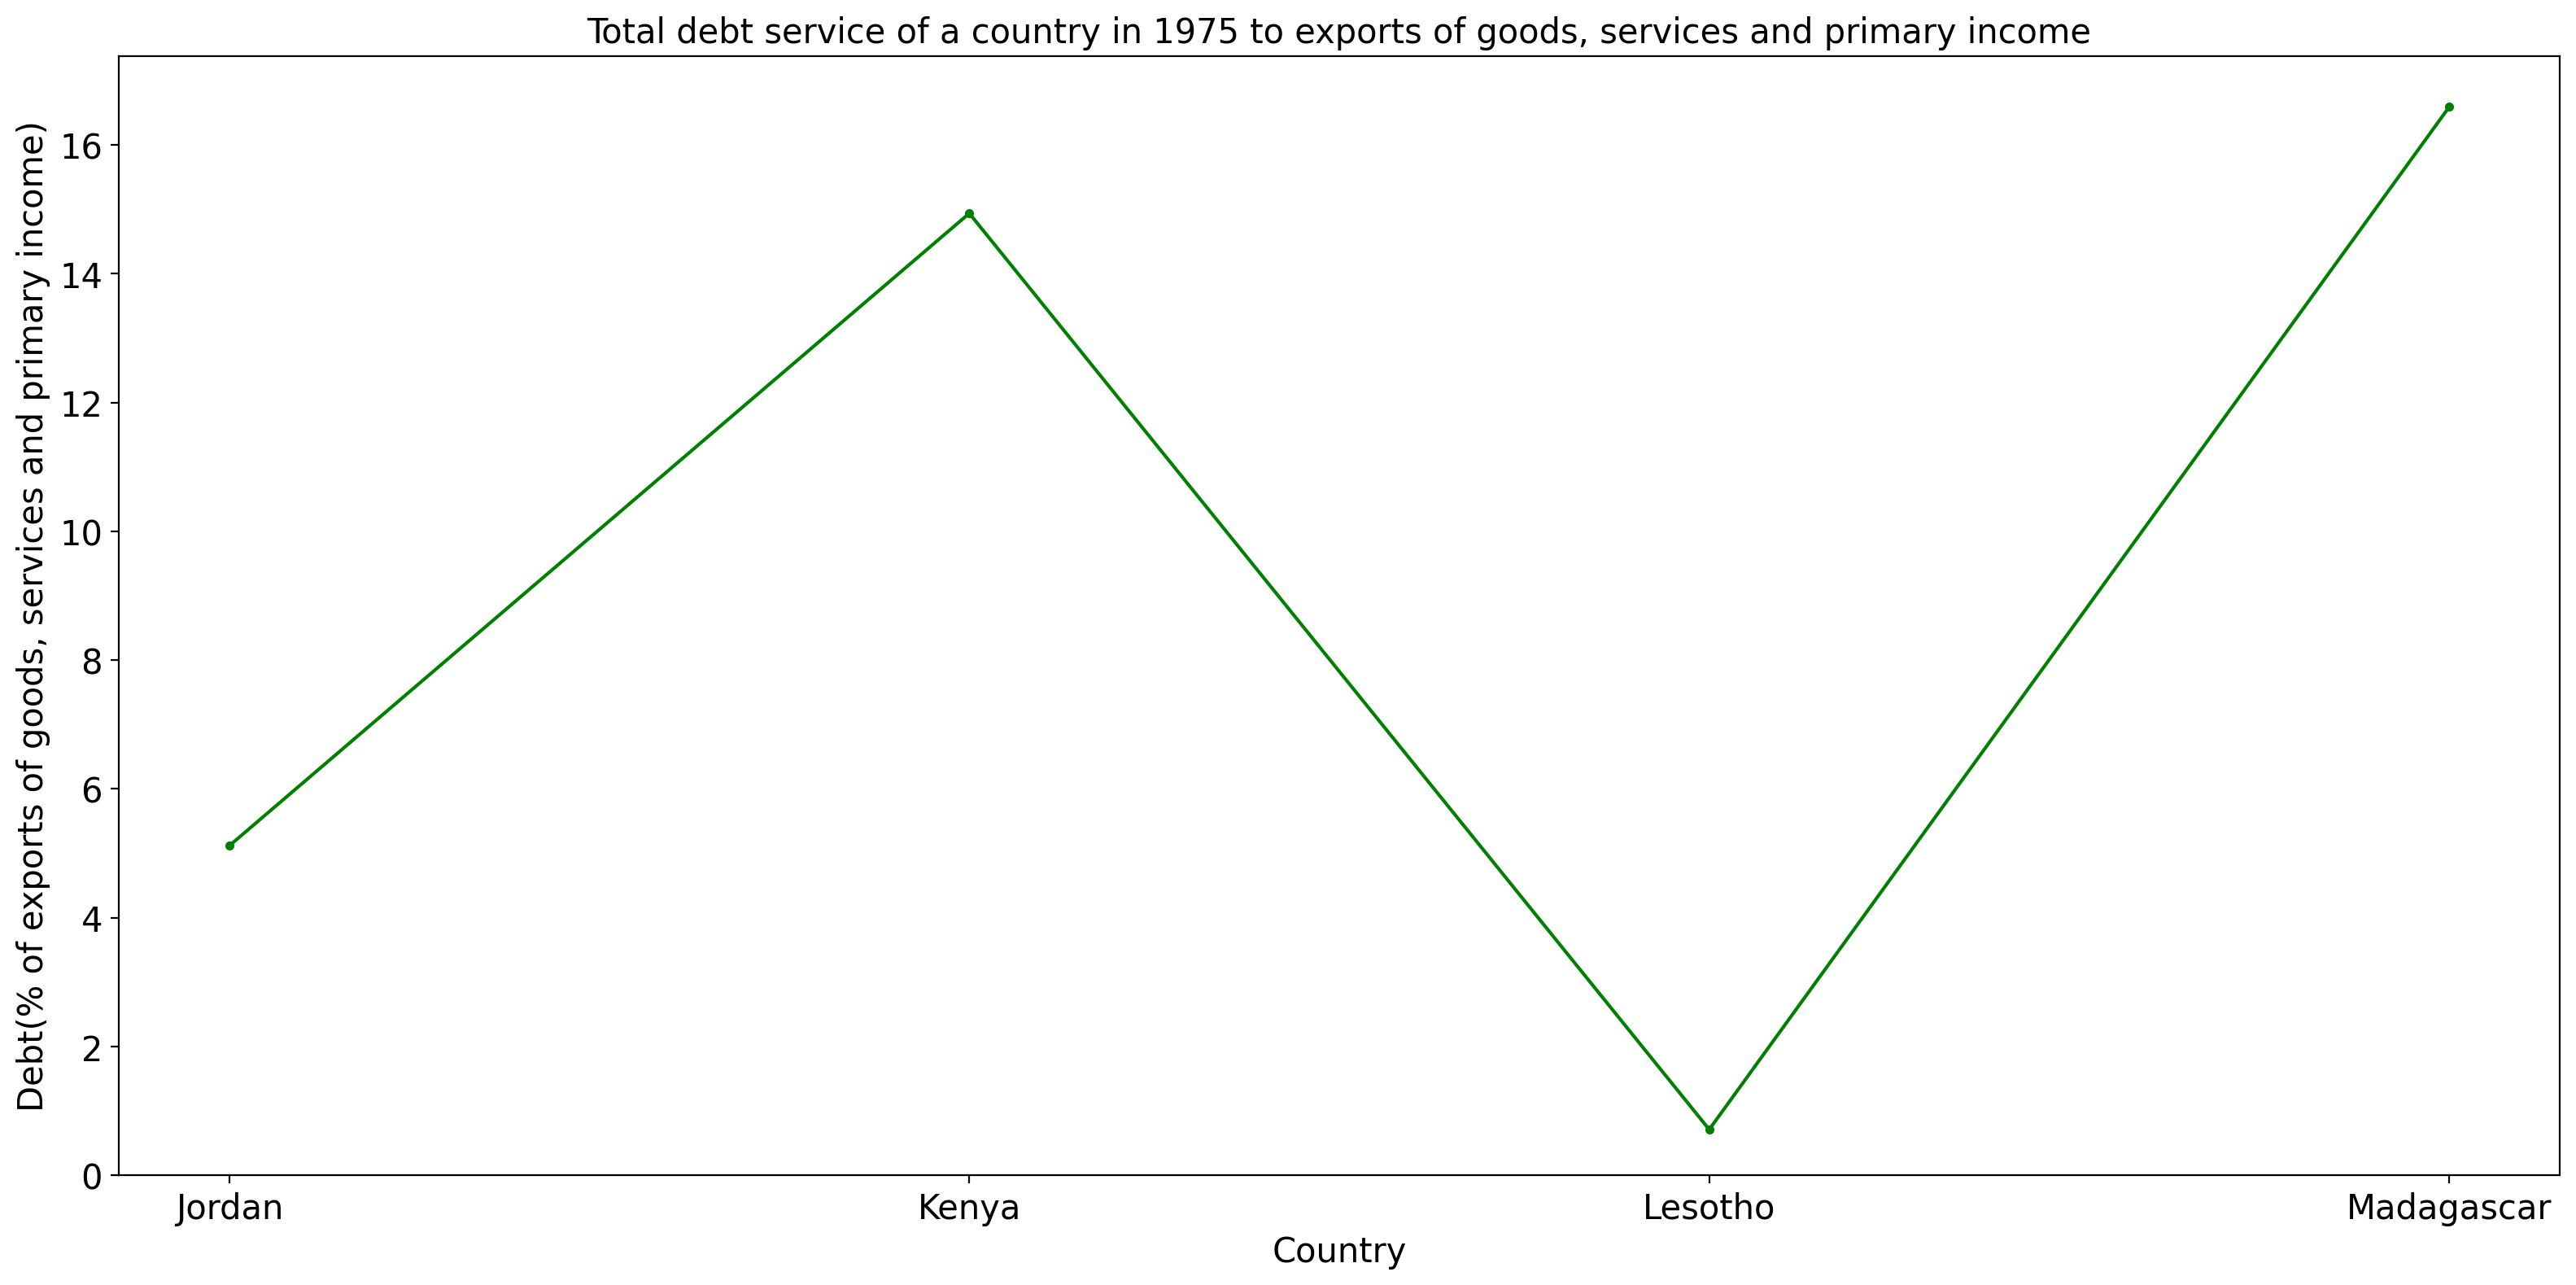 Total debt service of a country in 1975 to exports of goods, services and primary income
Debt(% of exports of goods, services and primary income)
16
14
12
10
8
6
4
2
0
Jordan Kenya Lesotho Madagascar
Country